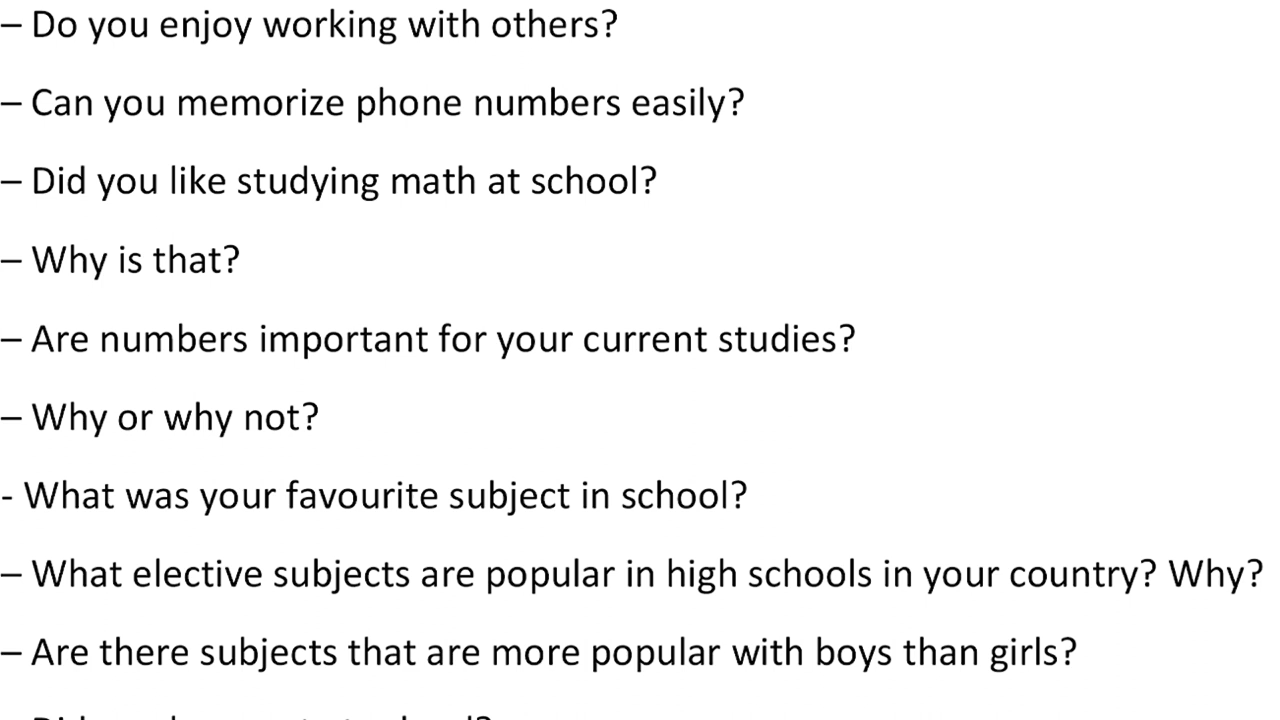 – Do you enjoy working with others?
– Can you memorize phone numbers easily?
– Did you like studying math at school?
– Why is that?
– Are numbers important for your current studies?
– Why or why not?
- What was your favourite subject in school?
– What elective subjects are popular in high schools in your country? Why?
– Are there subjects that are more popular with boys than girls?